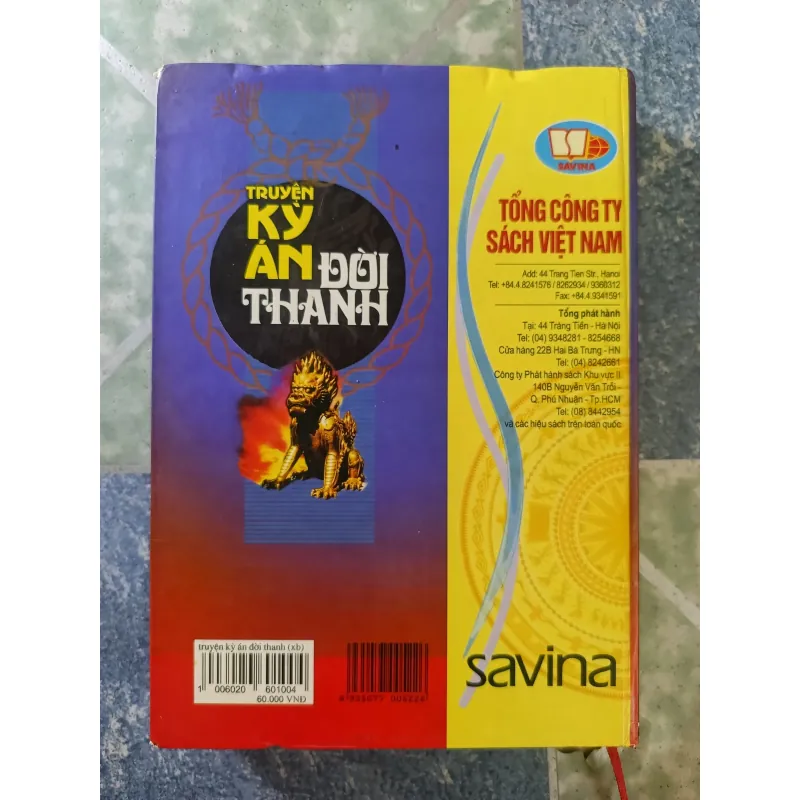 TRUYỆN
KỲ
ÁN
ĐỜI
THANH
SAVINA
TỔNG CÔNG TY
SÁCH VIỆT NAM
Add: 44 Trang Tien Str., Hanoi
Tel: +84.4.8241576 / 8262934 / 9360312
Fax: +84.4.9341591
Tổng phát hành
Tại: 44 Tràng Tiền - Hà Nội
Tel: (04) 9348281 - 8254668
Cửa hàng 22B Hai Bà Trưng - HN
Tel: (04) 8242661
Công ty Phát hành sách Khu vực II
140B Nguyễn Văn Trỗi -
Q. Phú Nhuận - Tp.HCM
Tel: (08) 8442954
và các hiệu sách trên toàn quốc
savina
truyện kỳ án đời thanh (xb)
1 006020 601004
60.000 VNĐ